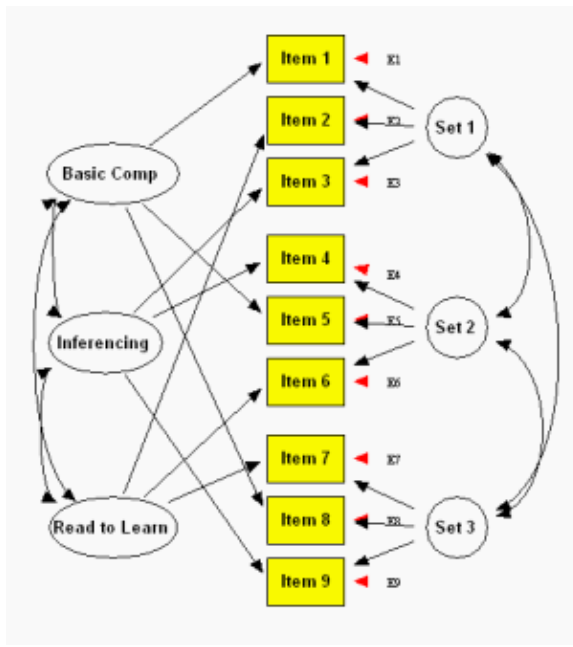 Item 1
E1
Item 2
E2
Set 1
Basic Comp
Item 3
E3
Item 4
E4
Inferencing
Item 5
E5
Set 2
Item 6
E6
Item 7
E7
Read to Learn
Item 8
E8
Set 3
Item 9
E9